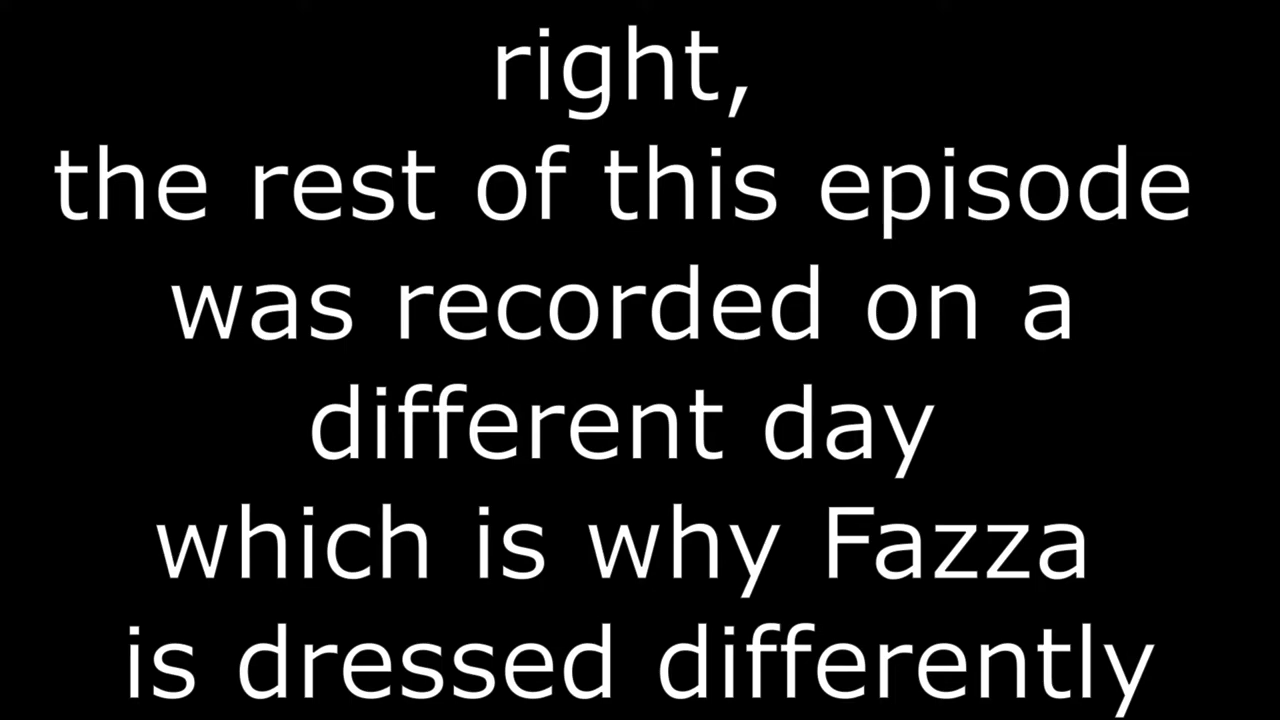 right,
the rest of this episode
was recorded on a
different day
which is why Fazza
is dressed differently